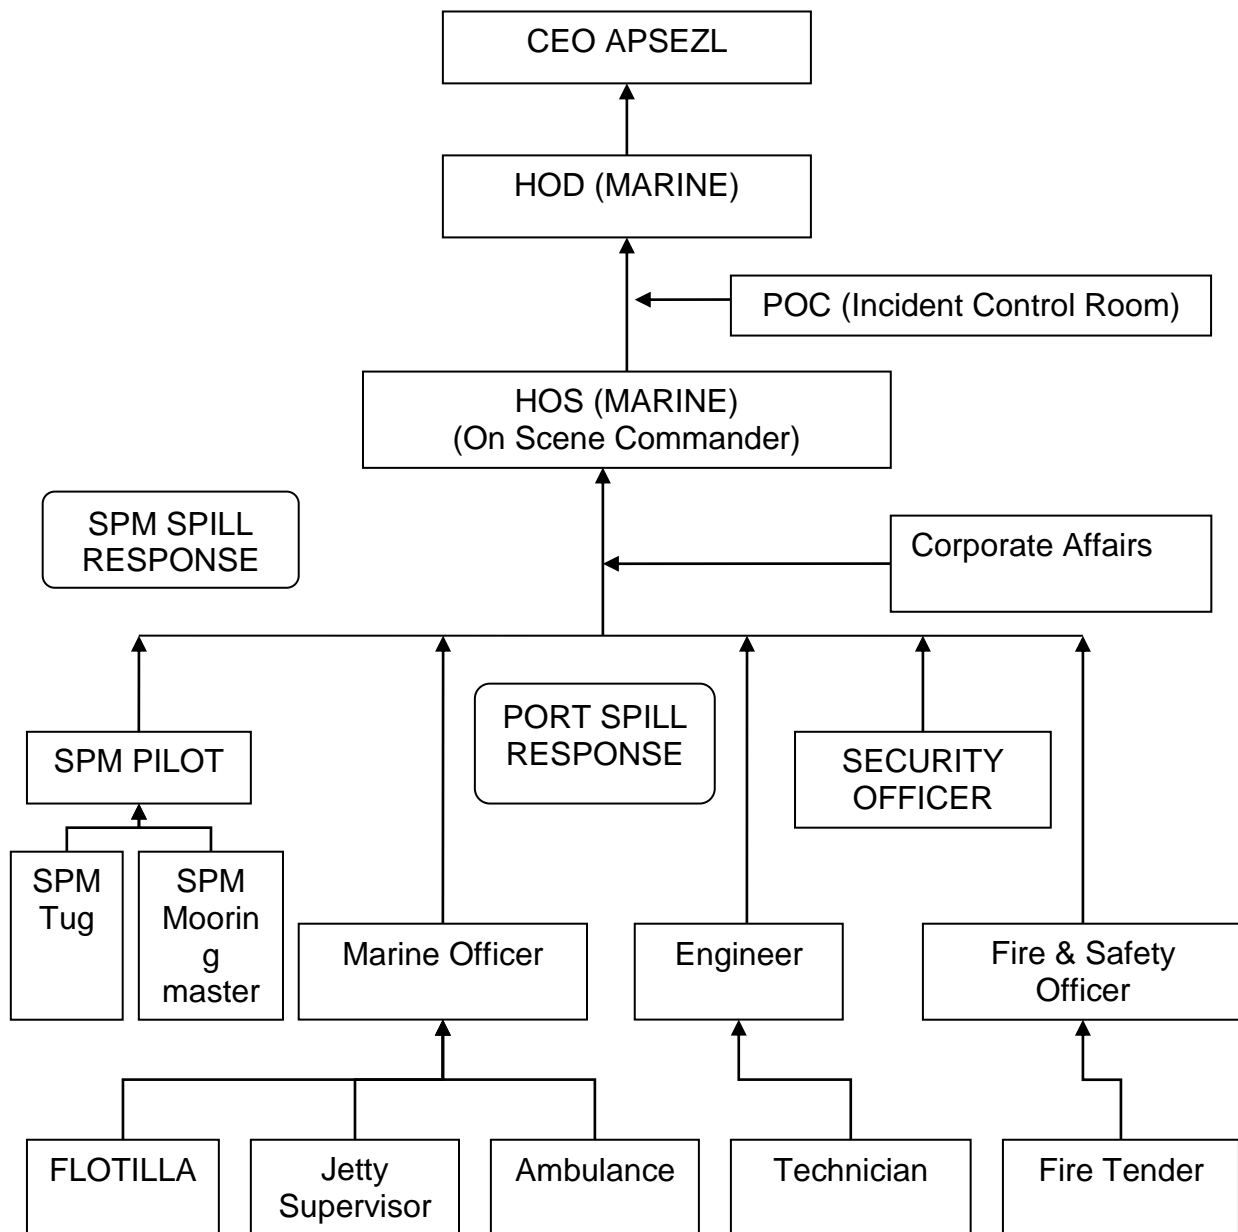 CEO APSEZL
HOD (MARINE)
POC (Incident Control Room)
HOS (MARINE)
(On Scene Commander)
SPM SPILL
RESPONSE
Corporate Affairs
PORT SPILL
RESPONSE
SPM PILOT
SECURITY
OFFICER
SPM
Tug
SPM
Moorin
g
master
Marine Officer
Engineer
Fire & Safety
Officer
FLOTILLA
Jetty
Supervisor
Ambulance
Technician
Fire Tender